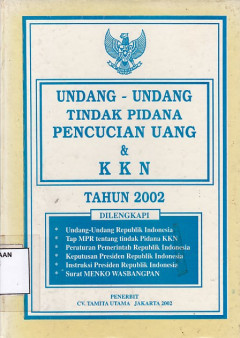 UNDANG - UNDANG
TINDAK PIDANA
PENCUCIAN UANG
&
K K N
TAHUN 2002
DILENGKAPI
* Undang-Undang Republik Indonesia
* Tap MPR tentang tindak Pidana KKN
* Peraturan Pemerintah Republik Indonesia
* Keputusan Presiden Republik Indonesia
* Instruksi Presiden Republik Indonesia
* Surat MENKO WASBANGPAN
PENERBIT
CV. TAMITA UTAMA JAKARTA 2002
AAN